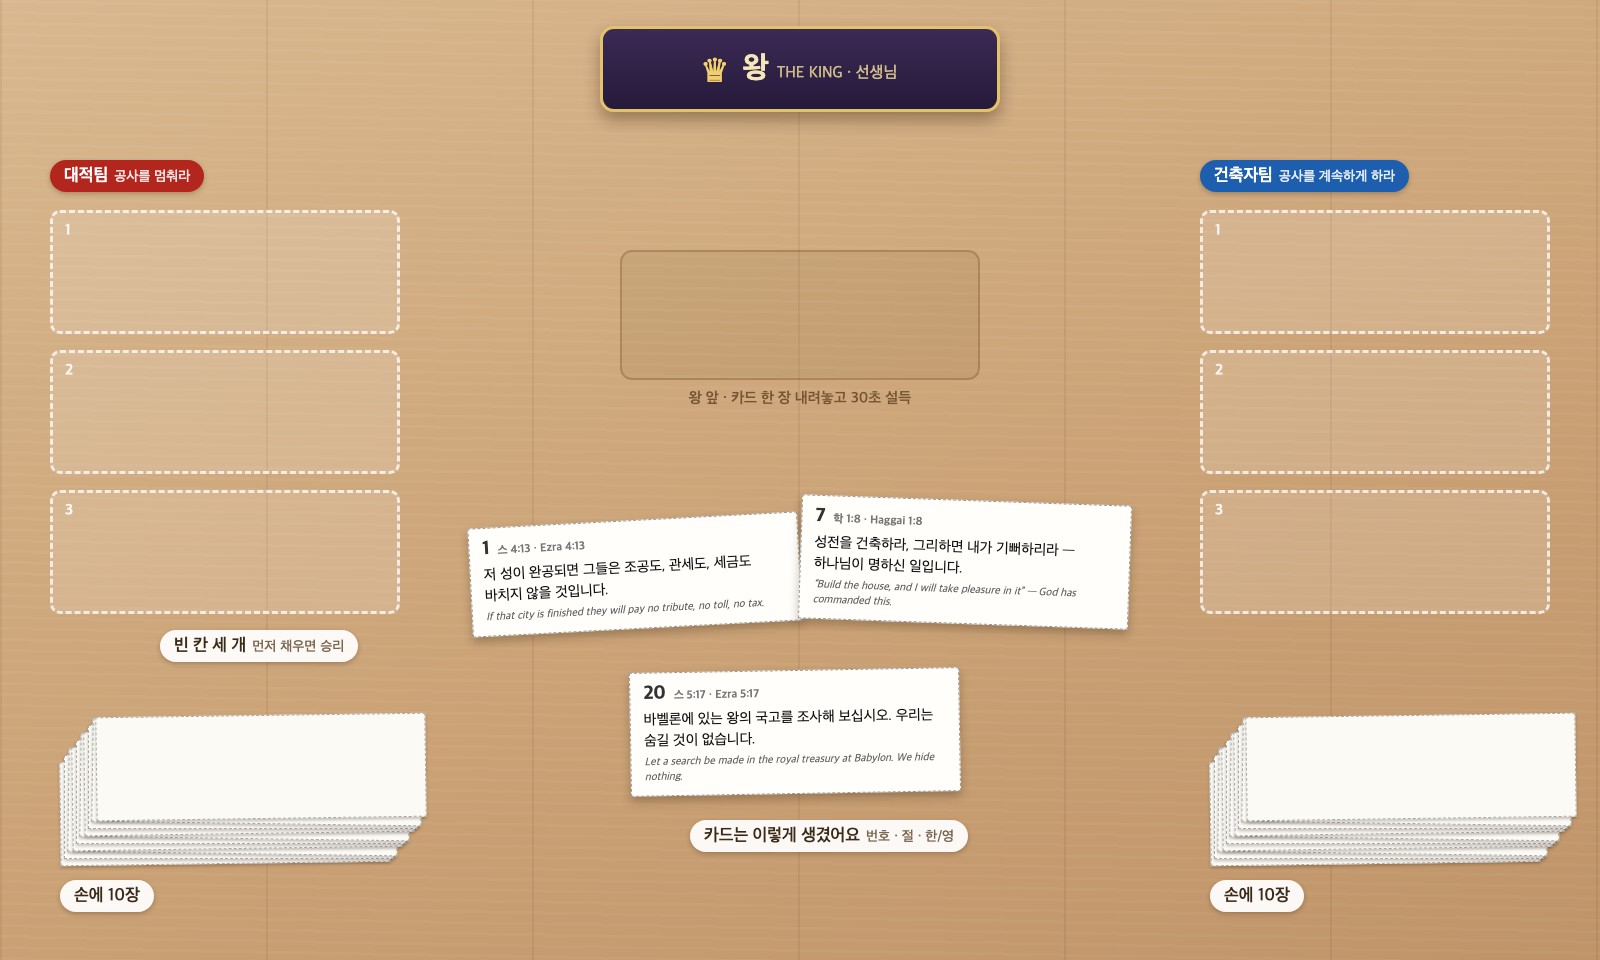 ♛ 왕 THE KING · 선생님
대적팀 공사를 멈춰라
1
2
3
빈 칸 세 개 먼저 채우면 승리
손에 10장
왕 앞 · 카드 한 장 내려놓고 30초 설득
1 스 4:13 · Ezra 4:13
저 성이 완공되면 그들은 조공도, 관세도, 세금도
바치지 않을 것입니다.
If that city is finished they will pay no tribute, no toll, no tax.
7 학 1:8 · Haggai 1:8
성전을 건축하라, 그리하면 내가 기뻐하리라 —
하나님이 명하신 일입니다.
"Build the house, and I will take pleasure in it" — God has
commanded this.
20 스 5:17 · Ezra 5:17
바벨론에 있는 왕의 국고를 조사해 보십시오. 우리는
숨길 것이 없습니다.
Let a search be made in the royal treasury at Babylon. We hide
nothing.
카드는 이렇게 생겼어요 번호 · 절 · 한/영
건축자팀 공사를 계속하게 하라
1
2
3
손에 10장